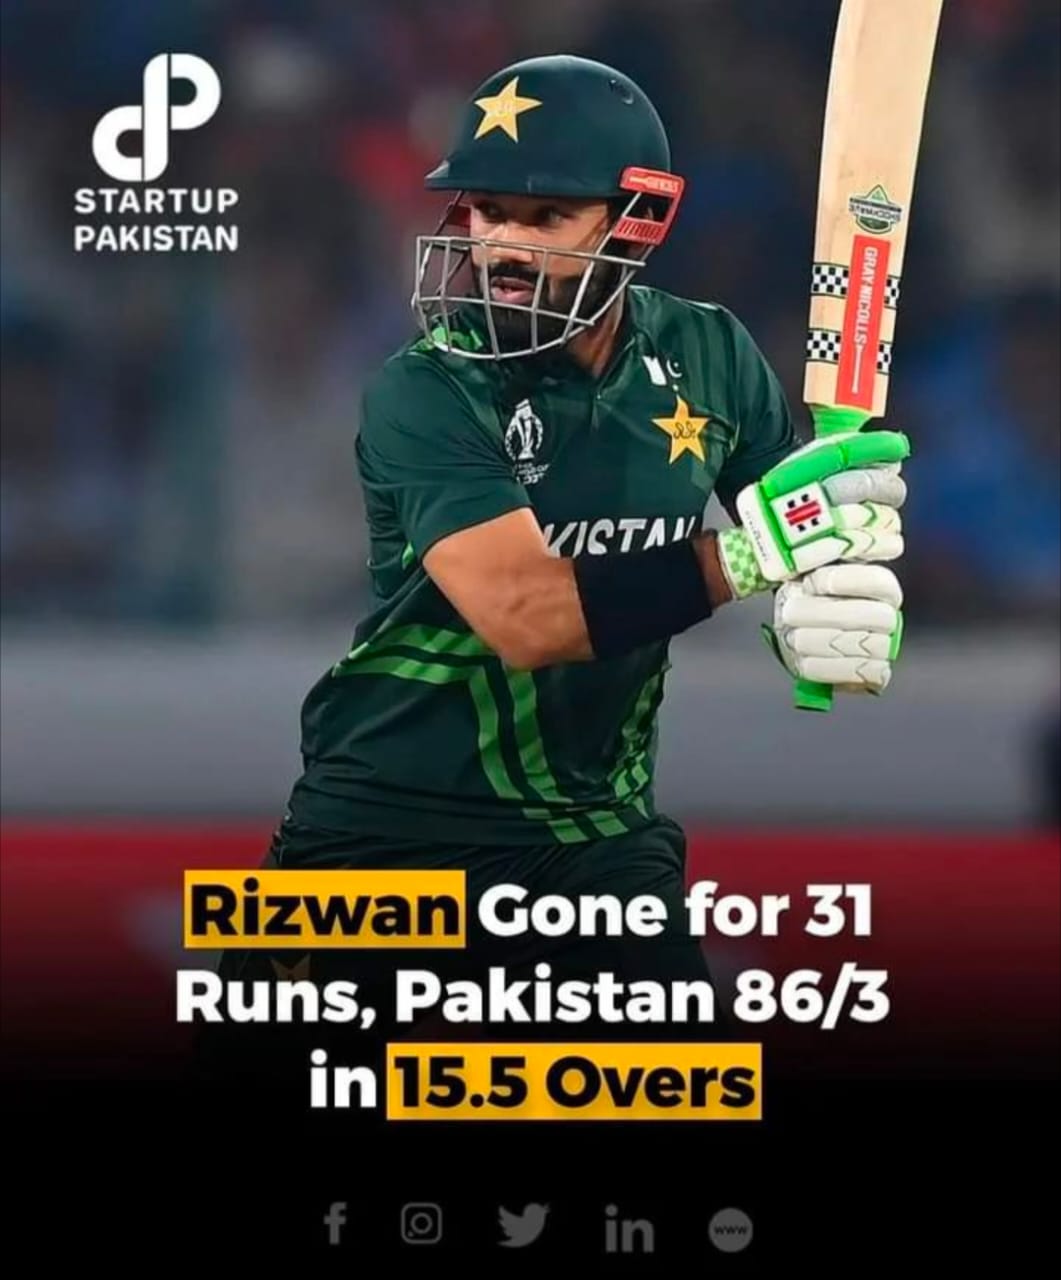 STARTUP
PAKISTAN
GRAY-NICOLLS
KISTAN
Rizwan Gone for 31
Runs, Pakistan 86/3
in 15.5 Overs
f
in
www